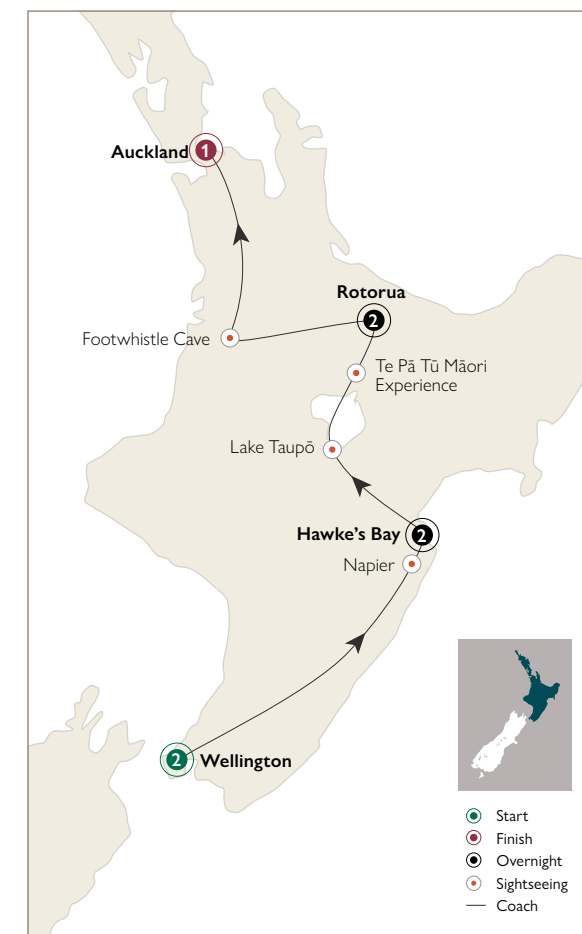 Auckland
1
Rotorua
2
Footwhistle Cave
Te Pā Tū Māori
Experience
Lake Taupō
Hawke's Bay
2
Napier
2
Wellington
Start
Finish
Overnight
Sightseeing
Coach